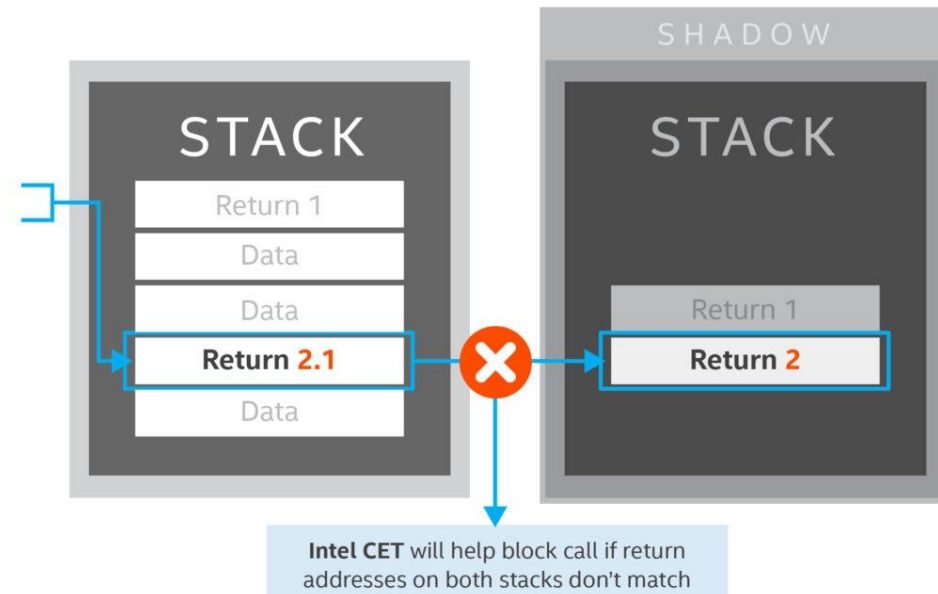 SHADOW
STACK
STACK
Return 1
Data
Data
Return 2.1
Data
Return 1
Return 2
Intel CET will help block call if return
addresses on both stacks don't match